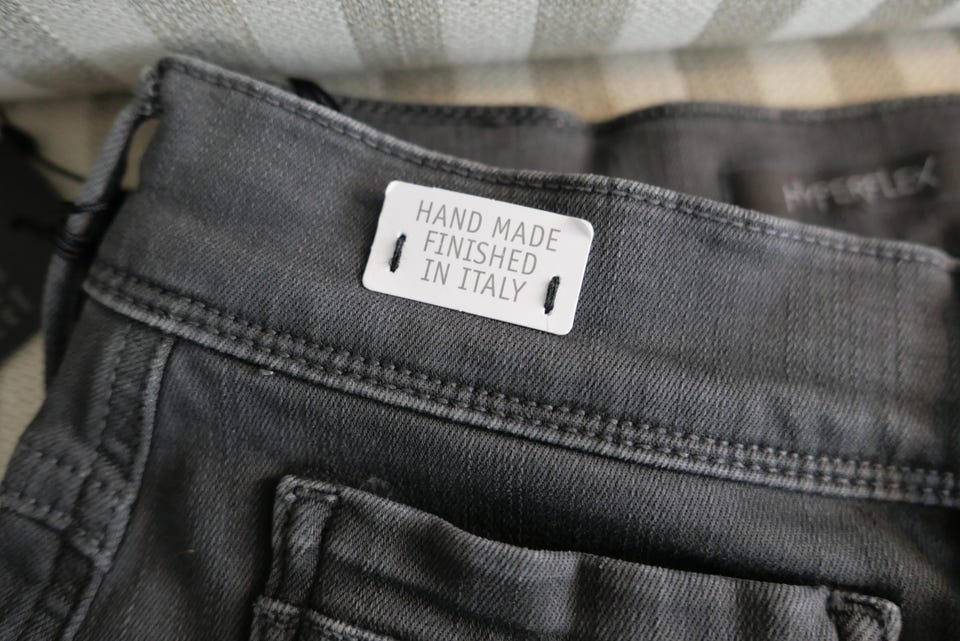 HAND MADE
FINISHED
IN ITALY
HYPERFLEX